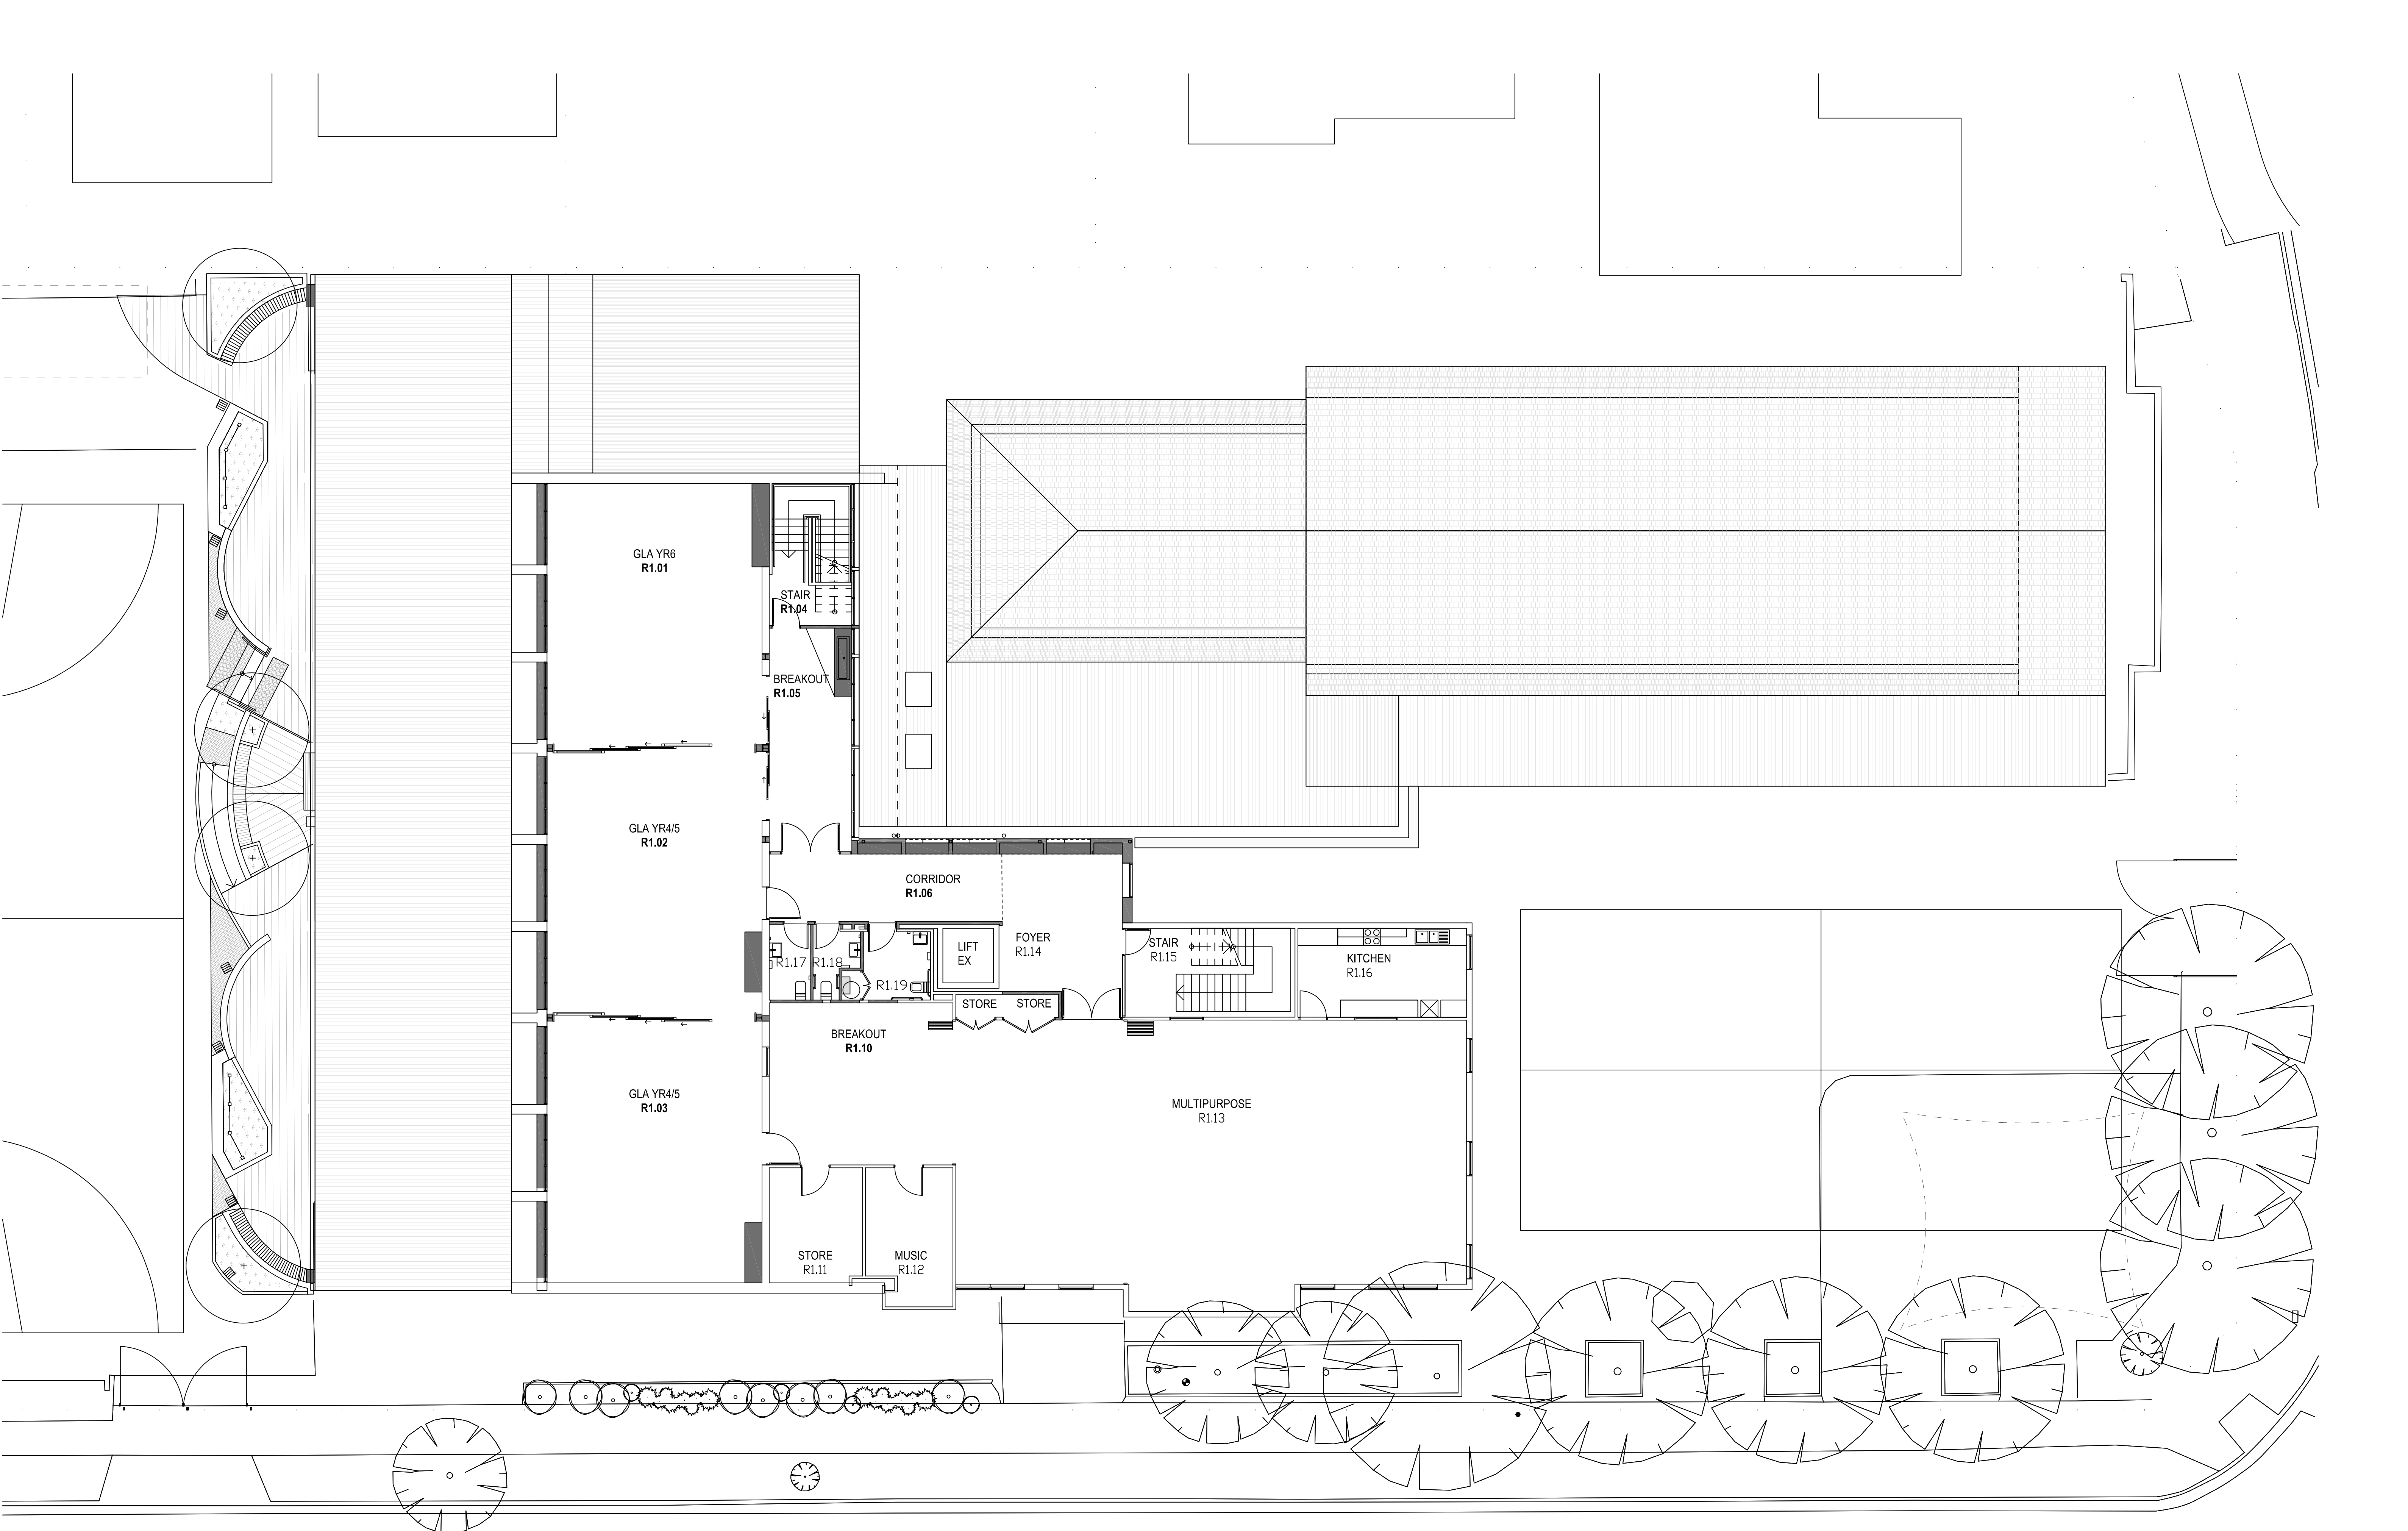 GLA YR6
R1.01
STAIR
R1.04
BREAKOUT
R1.05
GLA YR4/5
R1.02
CORRIDOR
R1.06
FOYER
R1.14
LIFT
EX
STAIR
R1.15
KITCHEN
R1.16
R1.17
R1.18
R1.19
STORE
STORE
BREAKOUT
R1.10
GLA YR4/5
R1.03
MULTIPURPOSE
R1.13
STORE
R1.11
MUSIC
R1.12